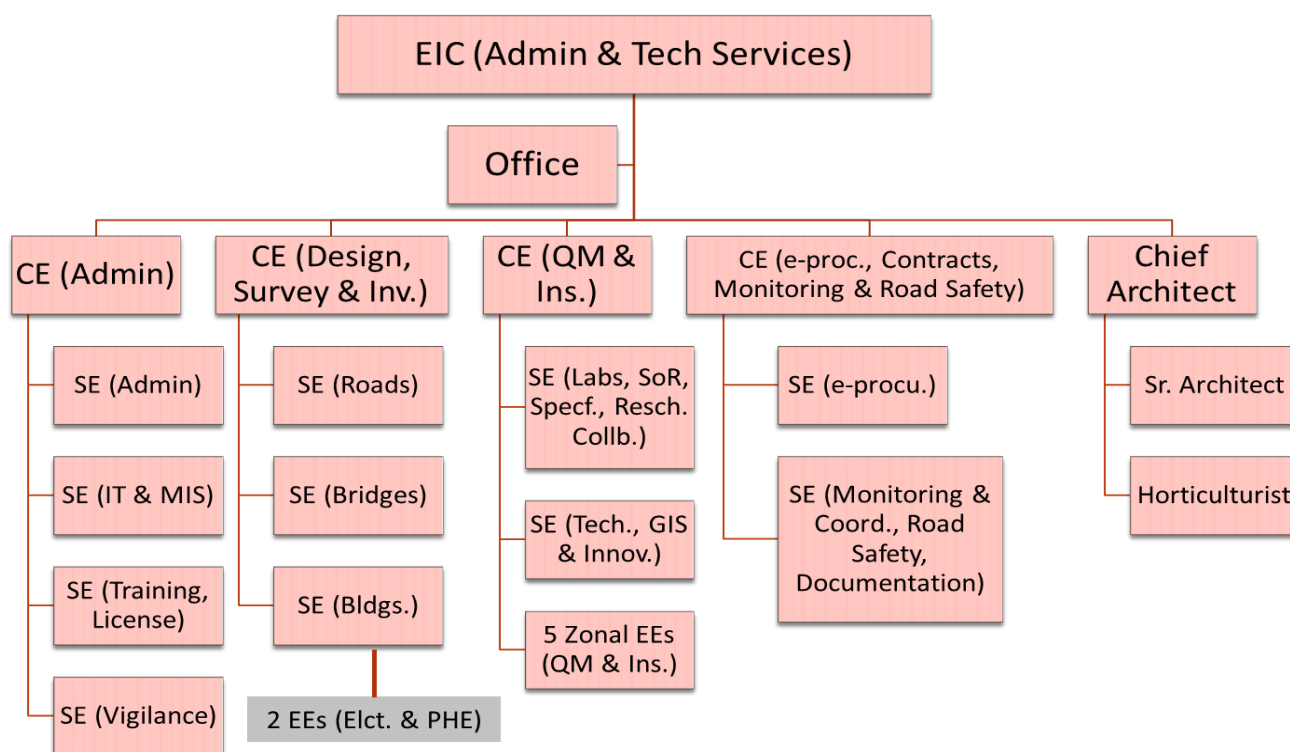 EIC (Admin & Tech Services)
Office
CE (Admin)
SE (Admin)
SE (IT & MIS)
SE (Training,
License)
SE (Vigilance)
CE (Design,
Survey & Inv.)
SE (Roads)
SE (Bridges)
SE (Bldgs.)
2 EEs (Elct. & PHE)
CE (QM &
Ins.)
SE (Labs, SoR,
Specf., Resch.
Collb.)
SE (Tech., GIS
& Innov.)
5 Zonal EEs
(QM & Ins.)
CE (e-proc., Contracts,
Monitoring & Road Safety)
SE (e-procu.)
SE (Monitoring &
Coord., Road
Safety,
Documentation)
Chief
Architect
Sr. Architect
Horticulturist